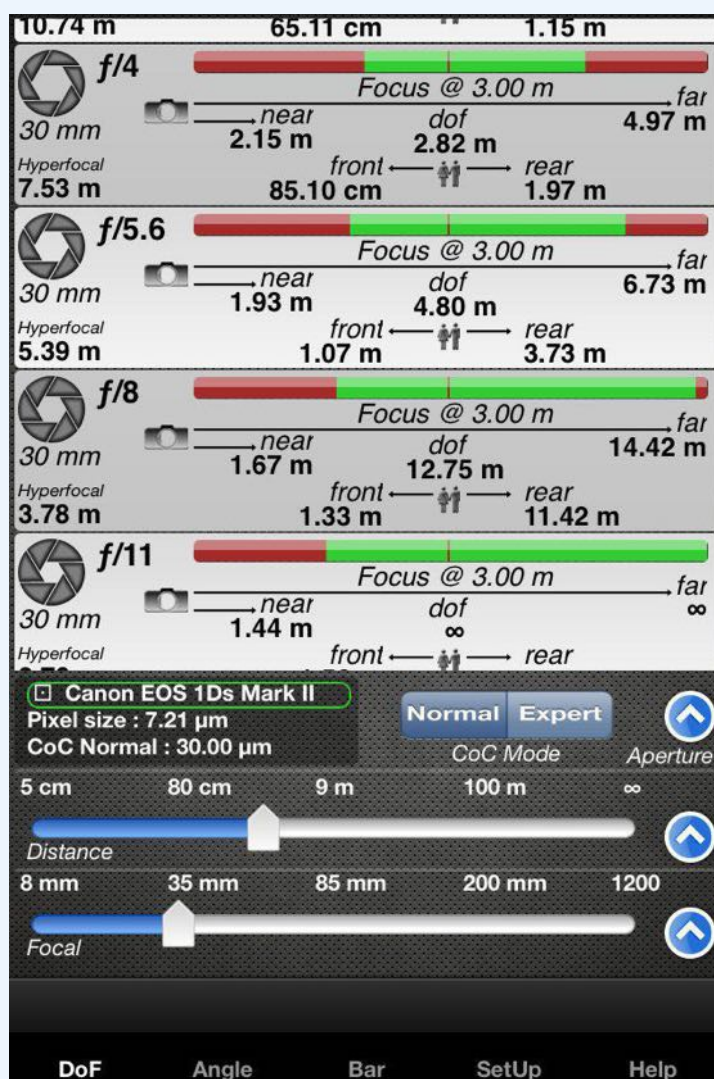 10.74 m 65.11 cm 1.15 m
f/4
Focus @ 3.00 m
near dof far
30 mm 2.15 m 2.82 m 4.97 m
Hyperfocal front rear
7.53 m 85.10 cm 1.97 m
f/5.6
Focus @ 3.00 m
near dof far
30 mm 1.93 m 4.80 m 6.73 m
Hyperfocal front rear
5.39 m 1.07 m 3.73 m
f/8
Focus @ 3.00 m
near dof far
30 mm 1.67 m 12.75 m 14.42 m
Hyperfocal front rear
3.78 m 1.33 m 11.42 m
f/11
Focus @ 3.00 m
near dof far
30 mm 1.44 m ∞ ∞
Hyperfocal front rear
Canon EOS 1Ds Mark II
Pixel size : 7.21 µm
CoC Normal : 30.00 µm
Normal Expert
CoC Mode Aperture
5 cm 80 cm 9 m 100 m ∞
Distance
8 mm 35 mm 85 mm 200 mm 1200
Focal
DoF Angle Bar SetUp Help